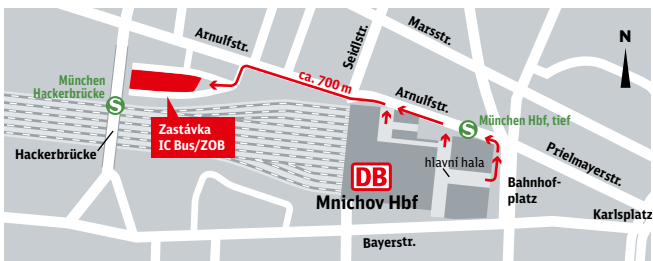 Arnulfstr.
Seidlstr.
Marsstr.
N
München
Hackerbrücke
S
ca. 700 m
Arnulfstr.
S
München Hbf, tief
Zastávka
IC Bus/ZOB
Hackerbrücke
hlavní hala
Prielmayerstr.
DB
Mnichov Hbf
Bahnhof-
platz
Karlsplatz
Bayerstr.